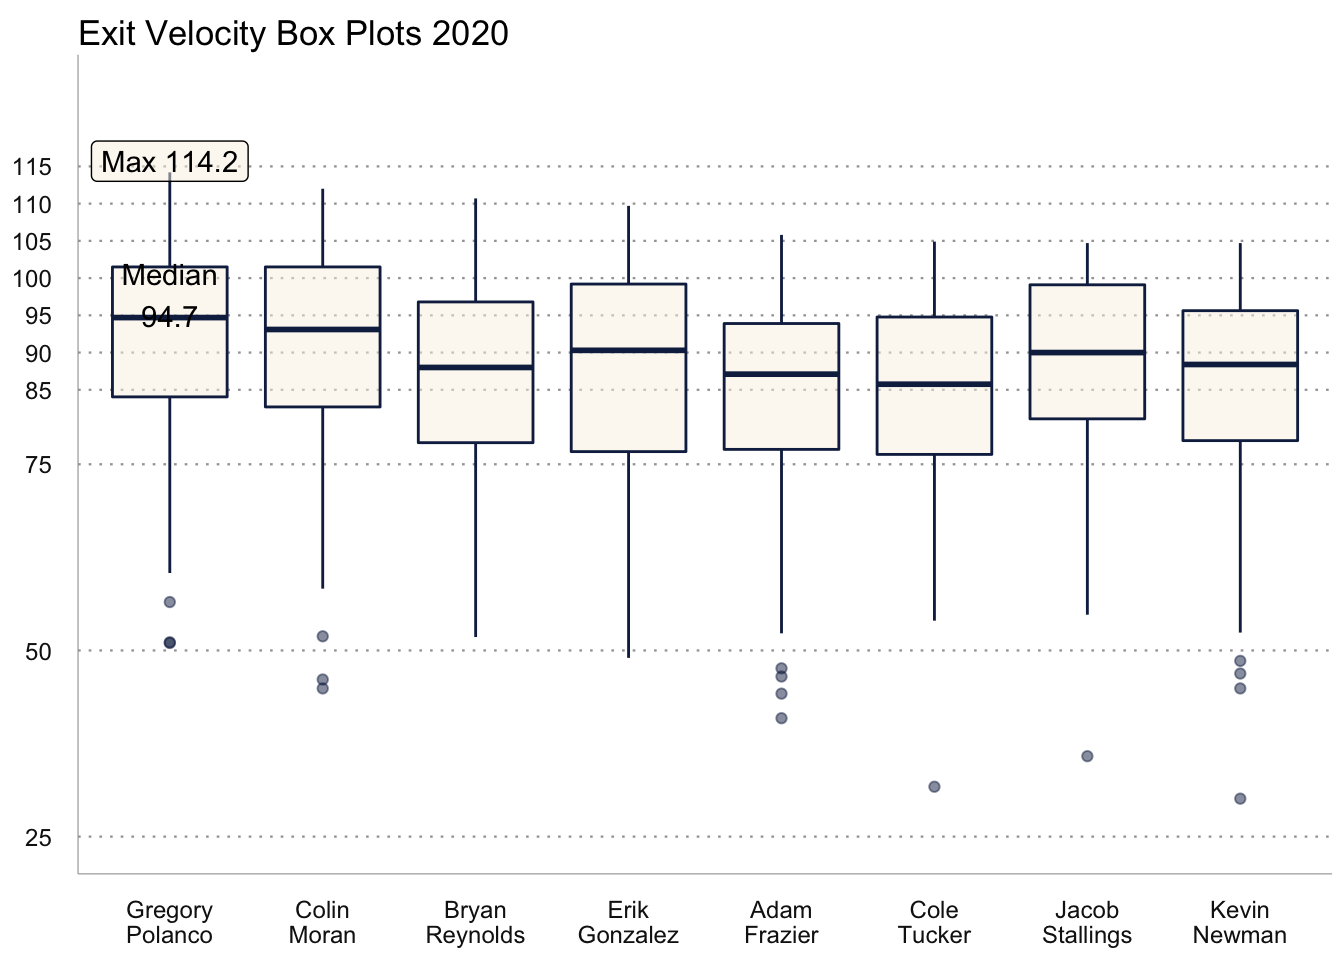 Exit Velocity Box Plots 2020
Max 114.2
115
110
105
100
95
90
85
75
50
25
Median
94.7
Gregory
Polanco
Colin
Moran
Bryan
Reynolds
Erik
Gonzalez
Adam
Frazier
Cole
Tucker
Jacob
Stallings
Kevin
Newman